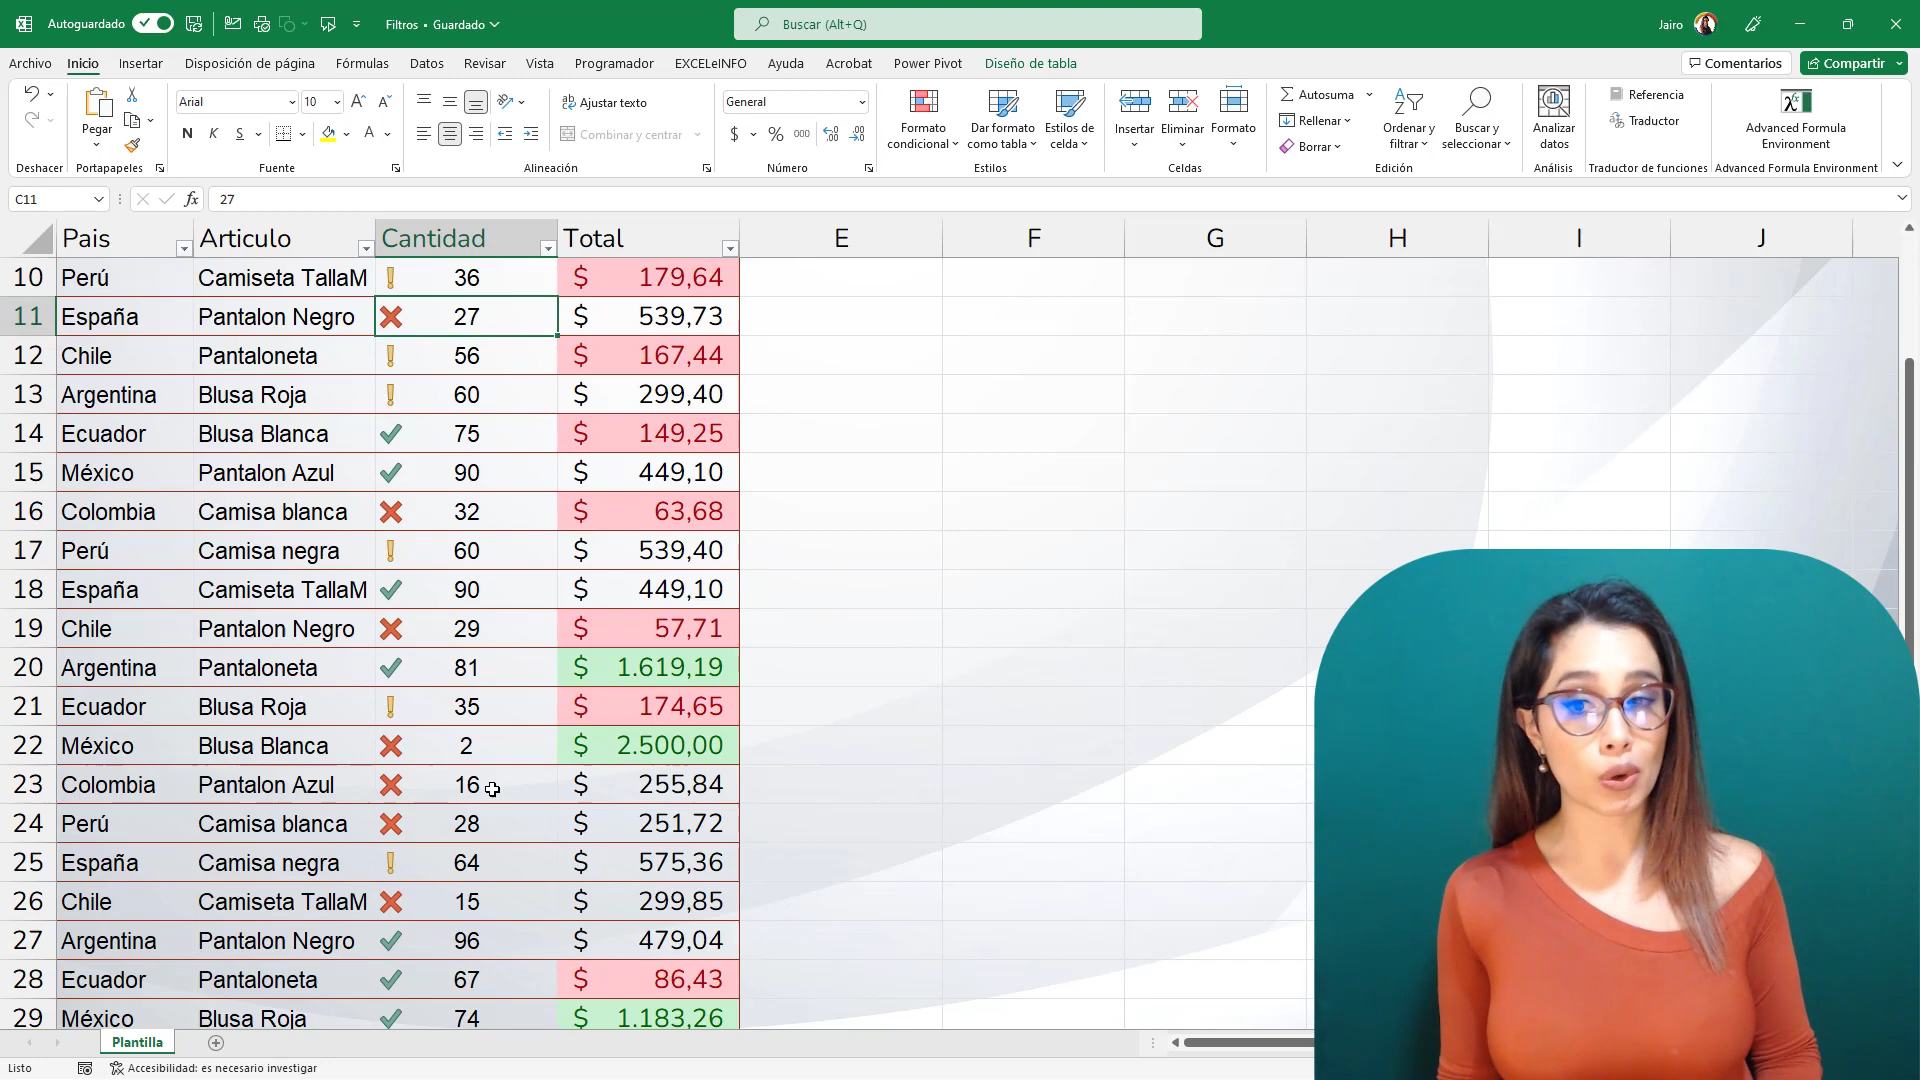 Autoguardado
Filtros • Guardado
Buscar (Alt+Q)
Jairo
Archivo Inicio Insertar Disposición de página Fórmulas Datos Revisar Vista Programador EXCELeINFO Ayuda Acrobat Power Pivot Diseño de tabla
Comentarios Compartir
Deshacer
Pegar
Portapapeles
Arial 10
N K S
Fuente
Ajustar texto
Combinar y centrar
Alineación
General
$ % 000
Número
Formato condicional
Dar formato como tabla
Estilos de celda
Estilos
Insertar Eliminar Formato
Celdas
Autosuma
Rellenar
Borrar
Ordenar y filtrar
Buscar y seleccionar
Edición
Analizar datos
Análisis
Referencia
Traductor
Traductor de funciones
Advanced Formula Environment
Advanced Formula Environment
C11 fx 27
Pais Articulo Cantidad Total E F G H I J
10 Perú Camiseta TallaM 36 $ 179,64
11 España Pantalon Negro 27 $ 539,73
12 Chile Pantaloneta 56 $ 167,44
13 Argentina Blusa Roja 60 $ 299,40
14 Ecuador Blusa Blanca 75 $ 149,25
15 México Pantalon Azul 90 $ 449,10
16 Colombia Camisa blanca 32 $ 63,68
17 Perú Camisa negra 60 $ 539,40
18 España Camiseta TallaM 90 $ 449,10
19 Chile Pantalon Negro 29 $ 57,71
20 Argentina Pantaloneta 81 $ 1.619,19
21 Ecuador Blusa Roja 35 $ 174,65
22 México Blusa Blanca 2 $ 2.500,00
23 Colombia Pantalon Azul 16 $ 255,84
24 Perú Camisa blanca 28 $ 251,72
25 España Camisa negra 64 $ 575,36
26 Chile Camiseta TallaM 15 $ 299,85
27 Argentina Pantalon Negro 96 $ 479,04
28 Ecuador Pantaloneta 67 $ 86,43
29 México Blusa Roja 74 $ 1.183,26
Plantilla
Listo Accesibilidad: es necesario investigar